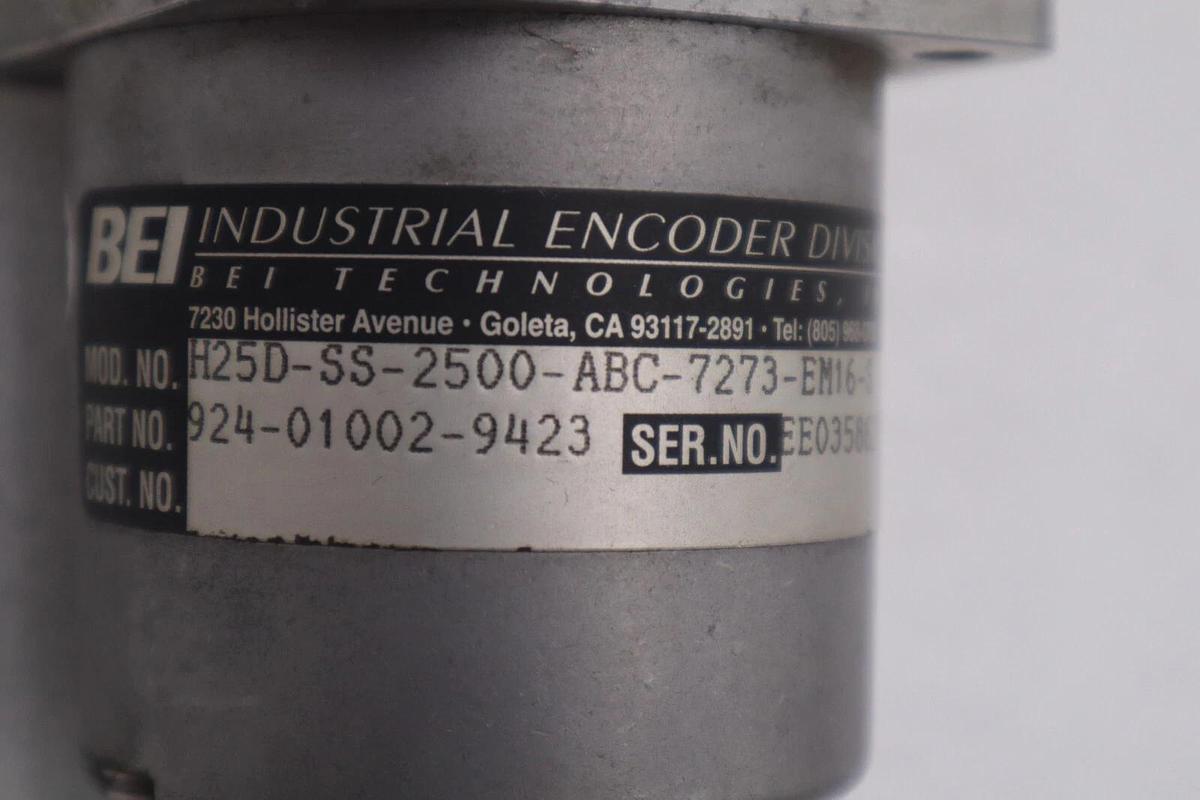 BEI INDUSTRIAL ENCODER
BEI TECHNOLOGIES,
7230 Hollister Avenue · Goleta, CA 93117-2891 · Tel: (805)
MOD. NO. H25D-SS-2500-ABC-7273-EM16-
PART NO. 924-01002-9423 SER.NO.
CUST. NO.